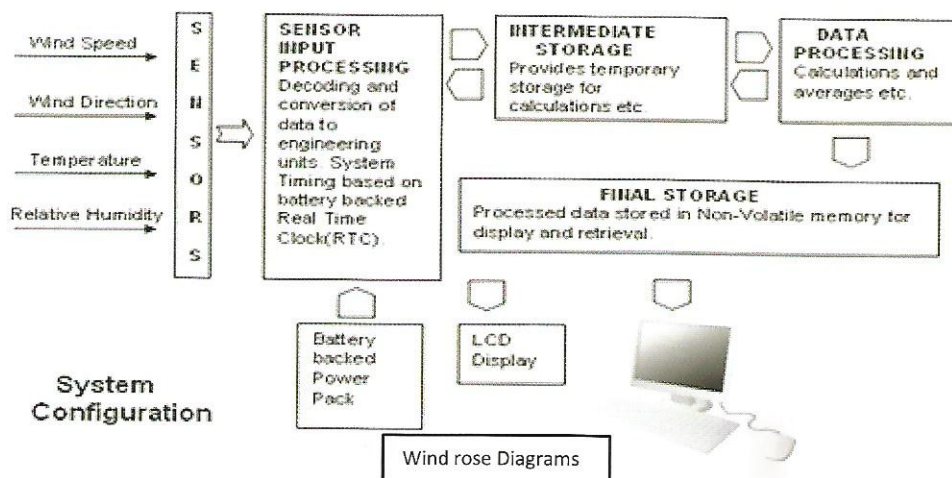 Wind Speed
Wind Direction
Temperature
Relative Humidity
S
E
N
S
S
O
R
S
SENSOR
INPUT
PROCESSING
Decoding and
conversion of
data to
engineering
units. System
Timing based on
battery backed
Real Time
Clock(RTC).
INTERMEDIATE
STORAGE
Provides temporary
storage for
calculations etc.
DATA
PROCESSING
Calculations and
averages etc.
FINAL STORAGE
Processed data stored in Non-Volatile memory for
display and retrieval.
Battery
backed
Power
Pack
LCD
Display
System
Configuration
Wind rose Diagrams